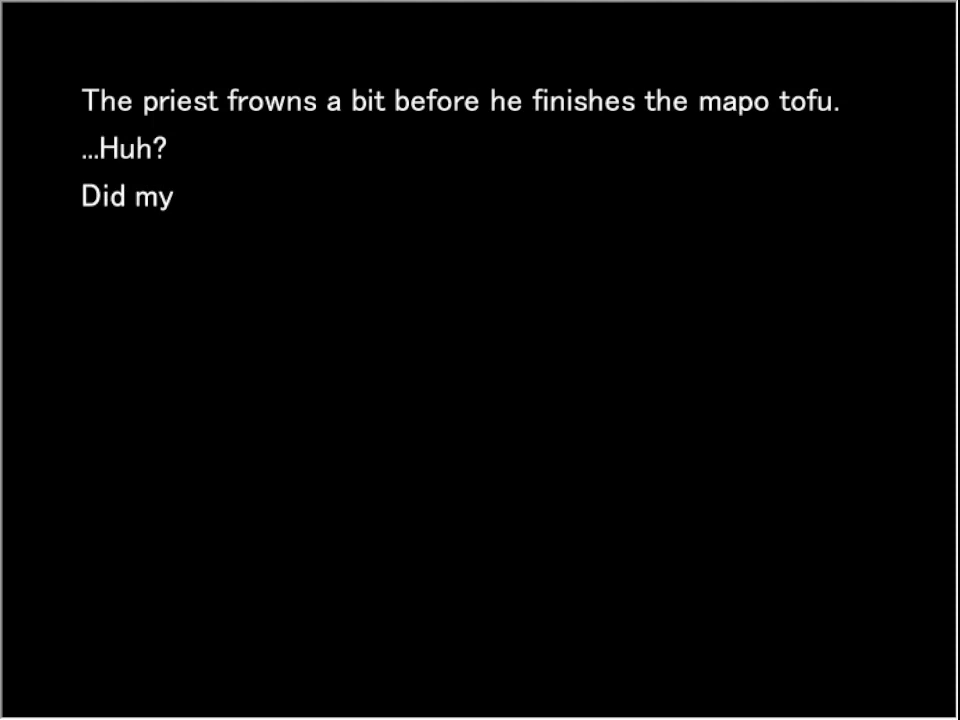 The priest frowns a bit before he finishes the mapo tofu.
...Huh?
Did my